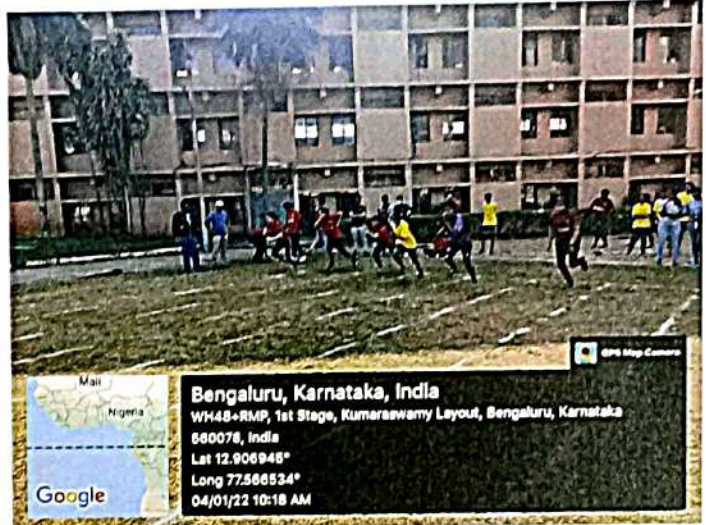 GPS Map Camera
Mali
Nigeria
Google
Bengaluru, Karnataka, India
WH48+RMP, 1st Stage, Kumaraswamy Layout, Bengaluru, Karnataka
560078, India
Lat 12.906945°
Long 77.566534°
04/01/22 10:18 AM